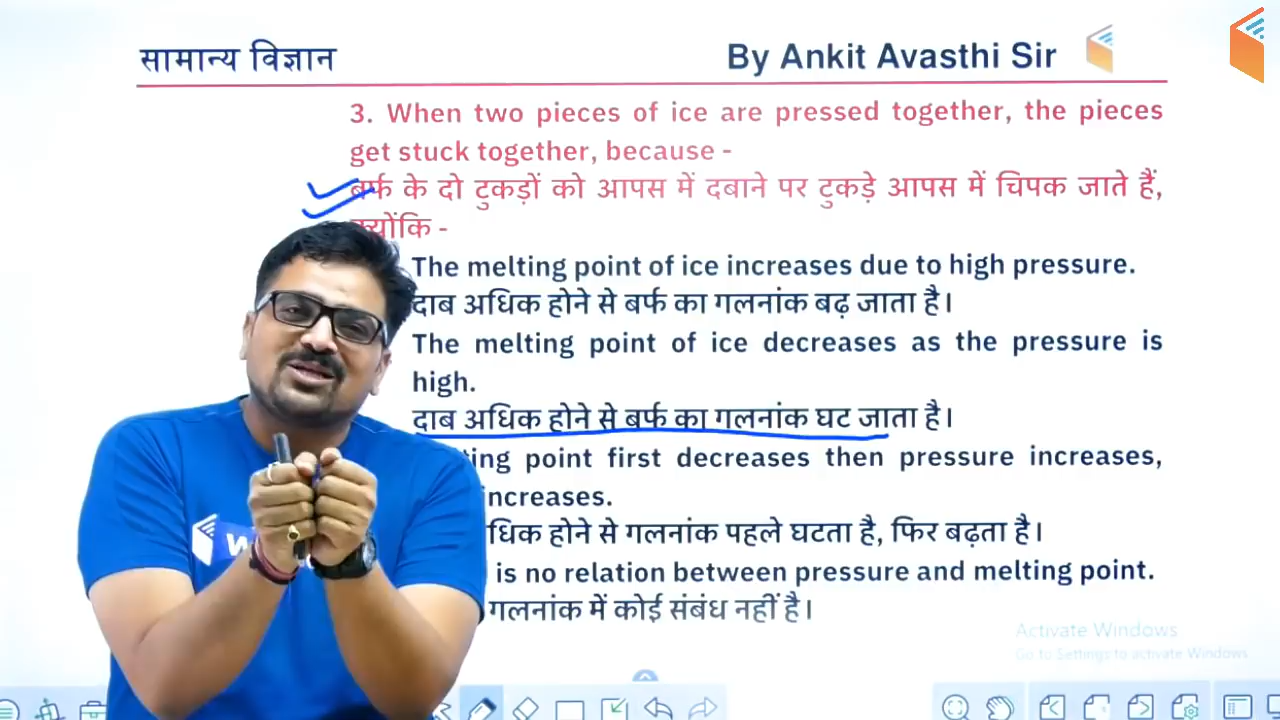 सामान्य विज्ञान
By Ankit Avasthi Sir
3. When two pieces of ice are pressed together, the pieces
get stuck together, because -
बर्फ के दो टुकड़ों को आपस में दबाने पर टुकड़े आपस में चिपक जाते हैं,
क्योंकि -
The melting point of ice increases due to high pressure.
दाब अधिक होने से बर्फ का गलनांक बढ़ जाता है।
The melting point of ice decreases as the pressure is
high.
दाब अधिक होने से बर्फ का गलनांक घट जाता है।
point first decreases then pressure increases,
increases.
होने से गलनांक पहले घटता है, फिर बढ़ता है।
is no relation between pressure and melting point.
गलनांक में कोई संबंध नहीं है।
Activate Windows
Go to Settings to activate Windows.